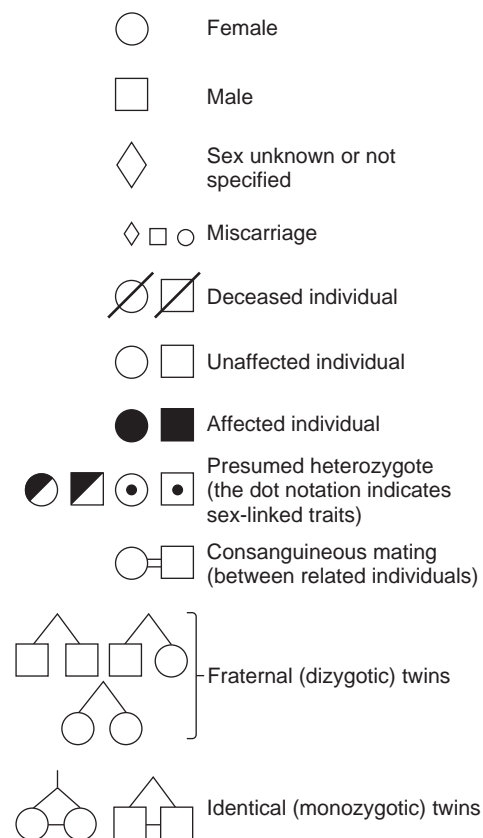 Female
Male
Sex unknown or not
specified
Miscarriage
Deceased individual
Unaffected individual
Affected individual
Presumed heterozygote
(the dot notation indicates
sex-linked traits)
Consanguineous mating
(between related individuals)
Fraternal (dizygotic) twins
Identical (monozygotic) twins